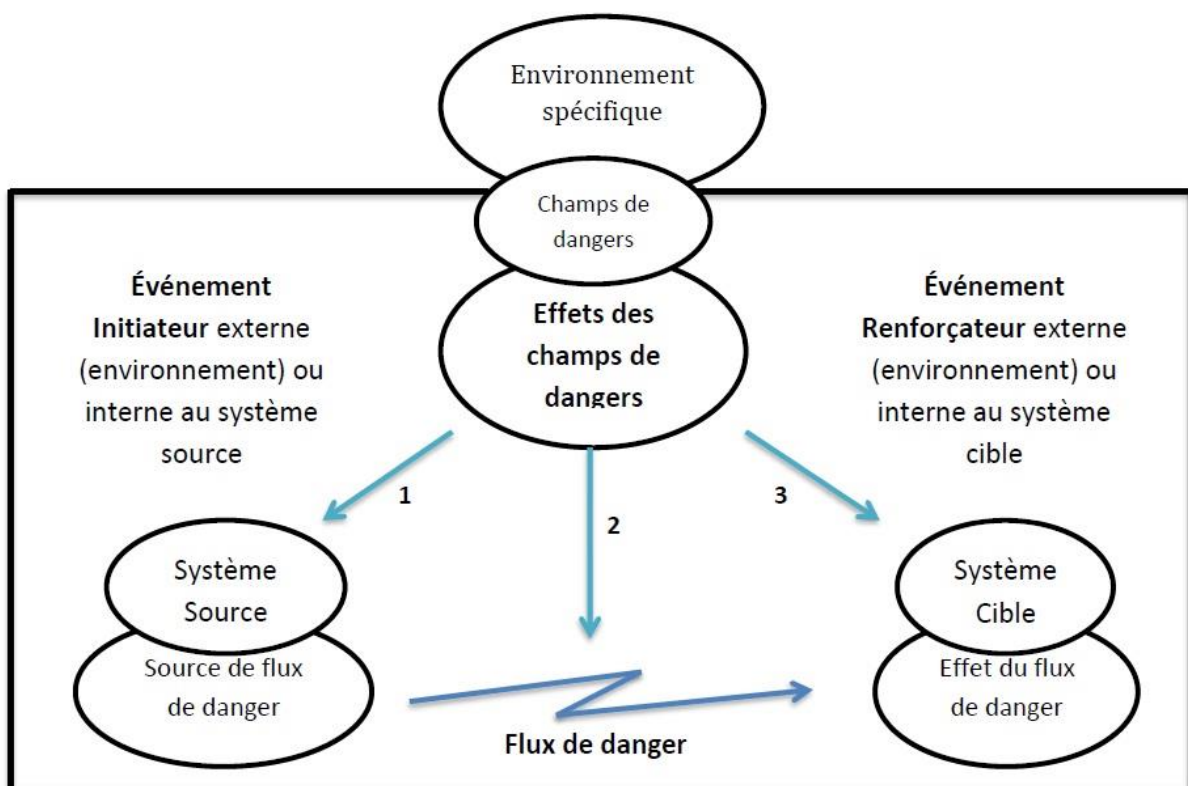 Environnement
spécifique
Champs de
dangers
Événement
Initiateur externe
(environnement) ou
interne au système
source
Effets des
champs de
dangers
Événement
Renforçateur externe
(environnement) ou
interne au système
cible
1
2
3
Système
Source
Source de flux
de danger
Système
Cible
Effet du flux
de danger
Flux de danger